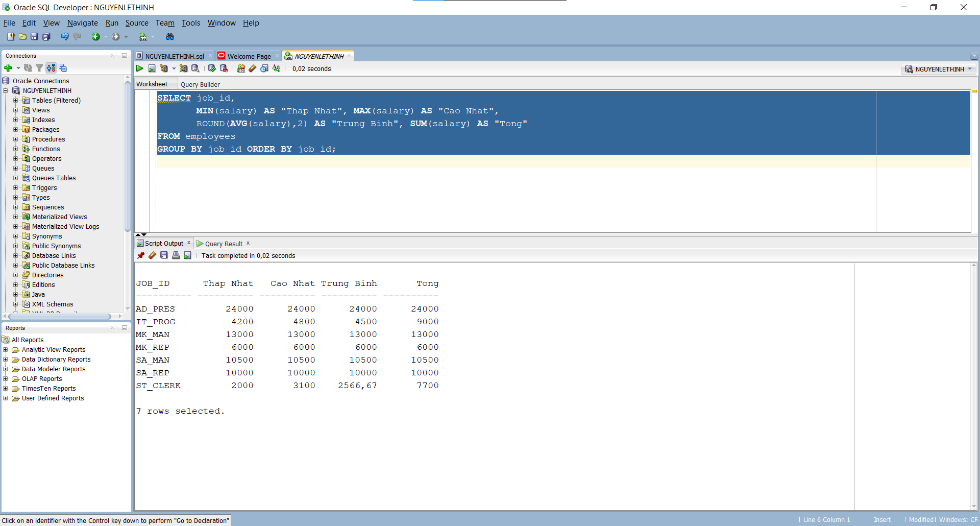 Oracle SQL Developer : NGUYENLETHINH
File Edit View Navigate Run Source Team Tools Window Help
Connections
Oracle Connections
NGUYENLETHINH
Tables (Filtered)
Views
Indexes
Packages
Procedures
Functions
Operators
Queues
Queues Tables
Triggers
Types
Sequences
Materialized Views
Materialized View Logs
Synonyms
Public Synonyms
Database Links
Public Database Links
Directories
Editions
Java
XML Schemas
Reports
All Reports
Analytic View Reports
Data Dictionary Reports
Data Modeler Reports
OLAP Reports
TimesTen Reports
User Defined Reports
NGUYENLETHINH.sql Welcome Page NGUYENLETHINH
0,02 seconds NGUYENLETHINH
Worksheet Query Builder
SELECT job_id,
MIN(salary) AS "Thap Nhat", MAX(salary) AS "Cao Nhat",
ROUND(AVG(salary),2) AS "Trung Binh", SUM(salary) AS "Tong"
FROM employees
GROUP BY job_id ORDER BY job_id;
Script Output x Query Result x
Task completed in 0,02 seconds
JOB_ID Thap Nhat Cao Nhat Trung Binh Tong
AD_PRES 24000 24000 24000 24000
IT_PROG 4200 4800 4500 9000
MK_MAN 13000 13000 13000 13000
MK_REP 6000 6000 6000 6000
SA_MAN 10500 10500 10500 10500
SA_REP 10000 10000 10000 10000
ST_CLERK 2000 3100 2566,67 7700
7 rows selected.
Click on an identifier with the Control key down to perform "Go to Declaration"
Line 6 Column 1 Insert Modified Windows: CF